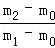 m₂ − m₀
m₁ − m₀